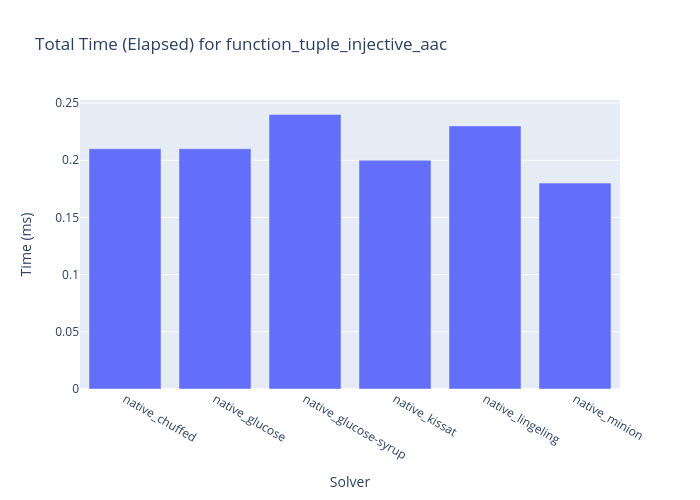 Total Time (Elapsed) for function_tuple_injective_aac
0.25
0.2
0.15
0.1
0.05
0
Time (ms)
native_chuffed
native_glucose
native_glucose-syrup
native_kissat
native_lingeling
native_minion
Solver